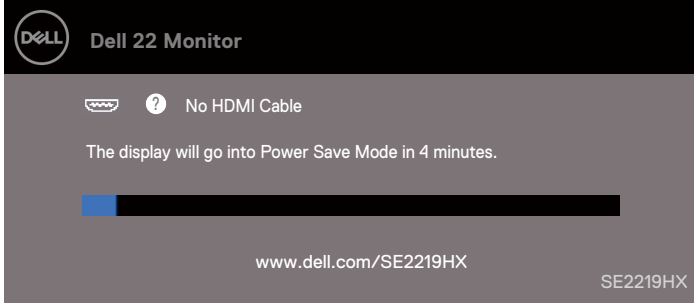 DELL
Dell 22 Monitor
? No HDMI Cable
The display will go into Power Save Mode in 4 minutes.
www.dell.com/SE2219HX
SE2219HX